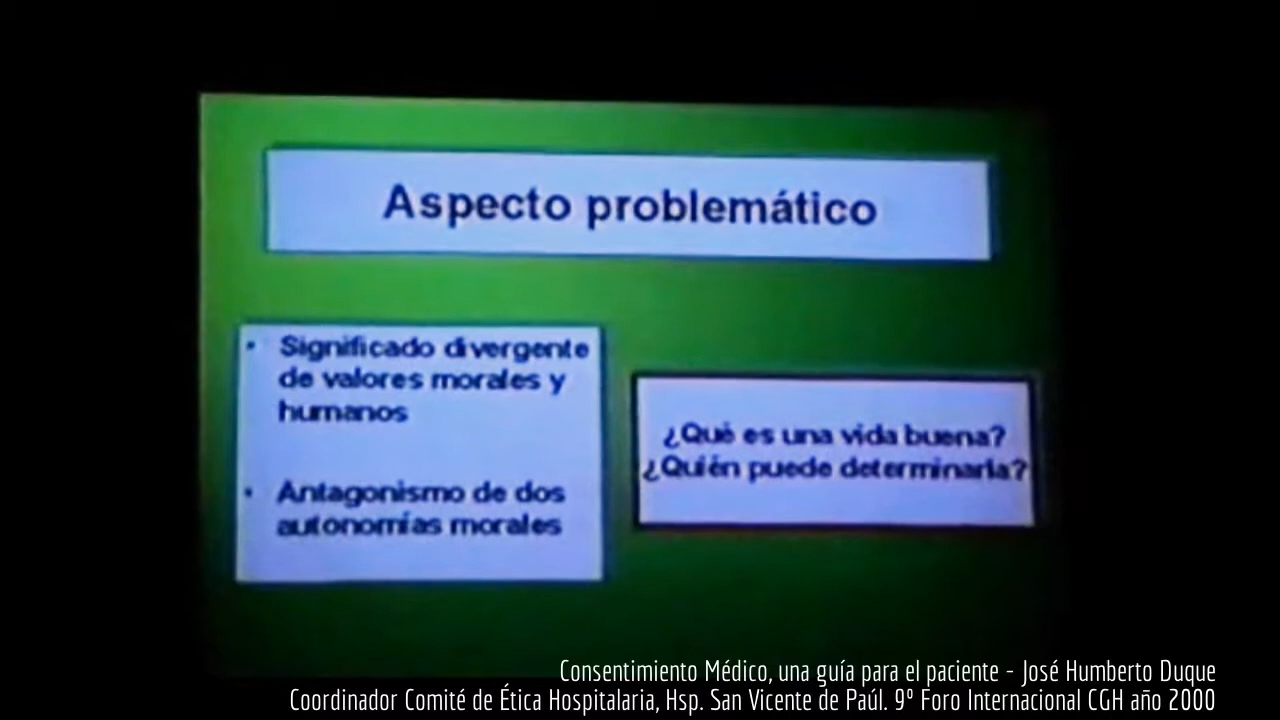 Aspecto problemático
• Significado divergente
de valores morales y
humanos
• Antagonismo de dos
autonomías morales
¿Qué es una vida buena?
¿Quién puede determinarla?
Consentimiento Médico, una guía para el paciente - José Humberto Duque
Coordinador Comité de Ética Hospitalaria, Hsp. San Vicente de Paúl. 9º Foro Internacional CGH año 2000